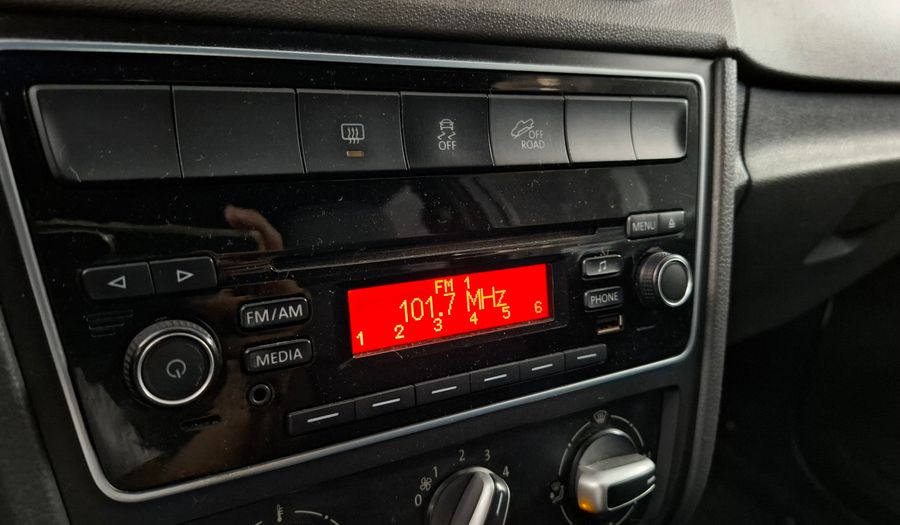 OFF
OFF
ROAD
MENU
FM 1
101.7 MHz
1 2 3 4 5 6
FM/AM
PHONE
MEDIA
0 1 2 3 4